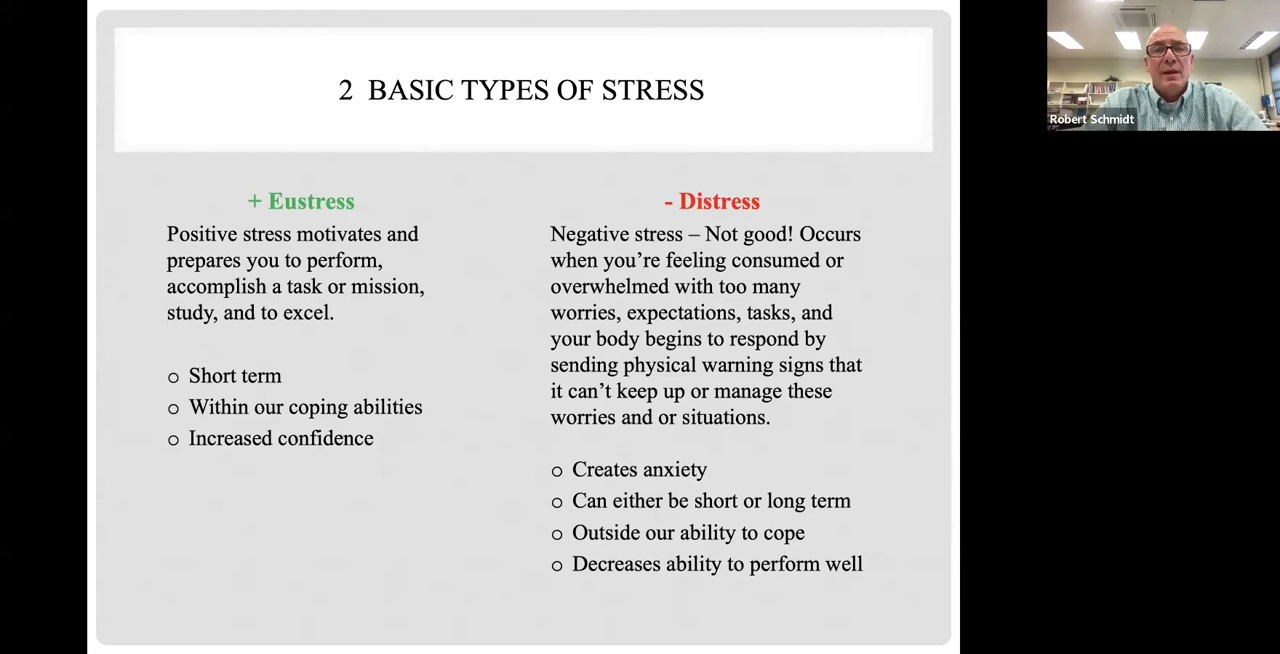 2  BASIC TYPES OF STRESS
+ Eustress
Positive stress motivates and
prepares you to perform,
accomplish a task or mission,
study, and to excel.
o Short term
o Within our coping abilities
o Increased confidence
- Distress
Negative stress – Not good! Occurs
when you’re feeling consumed or
overwhelmed with too many
worries, expectations, tasks, and
your body begins to respond by
sending physical warning signs that
it can’t keep up or manage these
worries and or situations.
o Creates anxiety
o Can either be short or long term
o Outside our ability to cope
o Decreases ability to perform well
Robert Schmidt